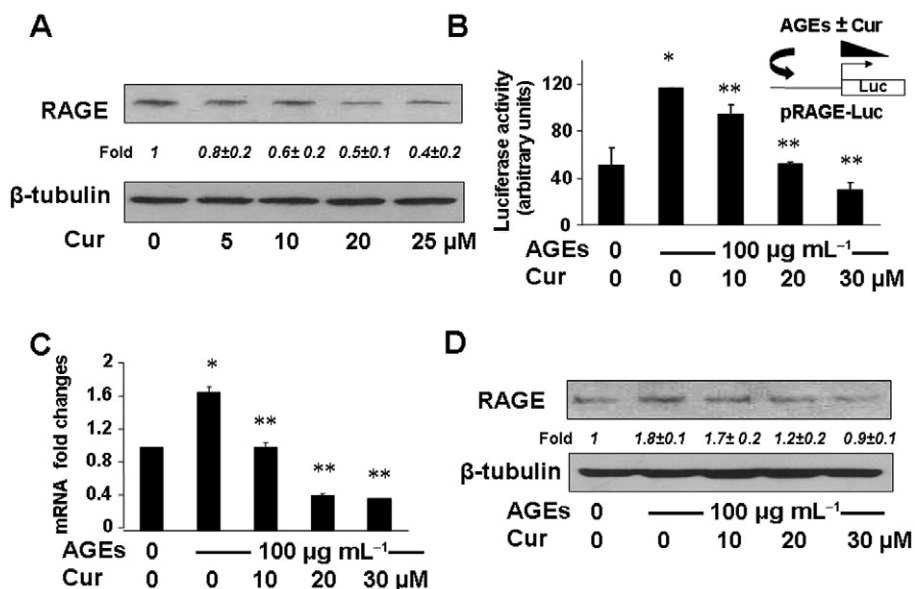 A
RAGE
Fold 1 0.8±0.2 0.6± 0.2 0.5±0.1 0.4±0.2
β-tubulin
Cur 0 5 10 20 25 µM
B
AGEs ± Cur
Luc
pRAGE-Luc
Luciferase activity
(arbitrary units)
120
80
40
0
* ** ** **
AGEs 0 100 µg mL⁻¹
Cur 0 0 10 20 30 µM
C
mRNA fold changes
2
1.6
1.2
0.8
0.4
0
* ** ** **
AGEs 0 100 µg mL⁻¹
Cur 0 0 10 20 30 µM
D
RAGE
Fold 1 1.8±0.1 1.7± 0.2 1.2±0.2 0.9±0.1
β-tubulin
AGEs 0 100 µg mL⁻¹
Cur 0 0 10 20 30 µM